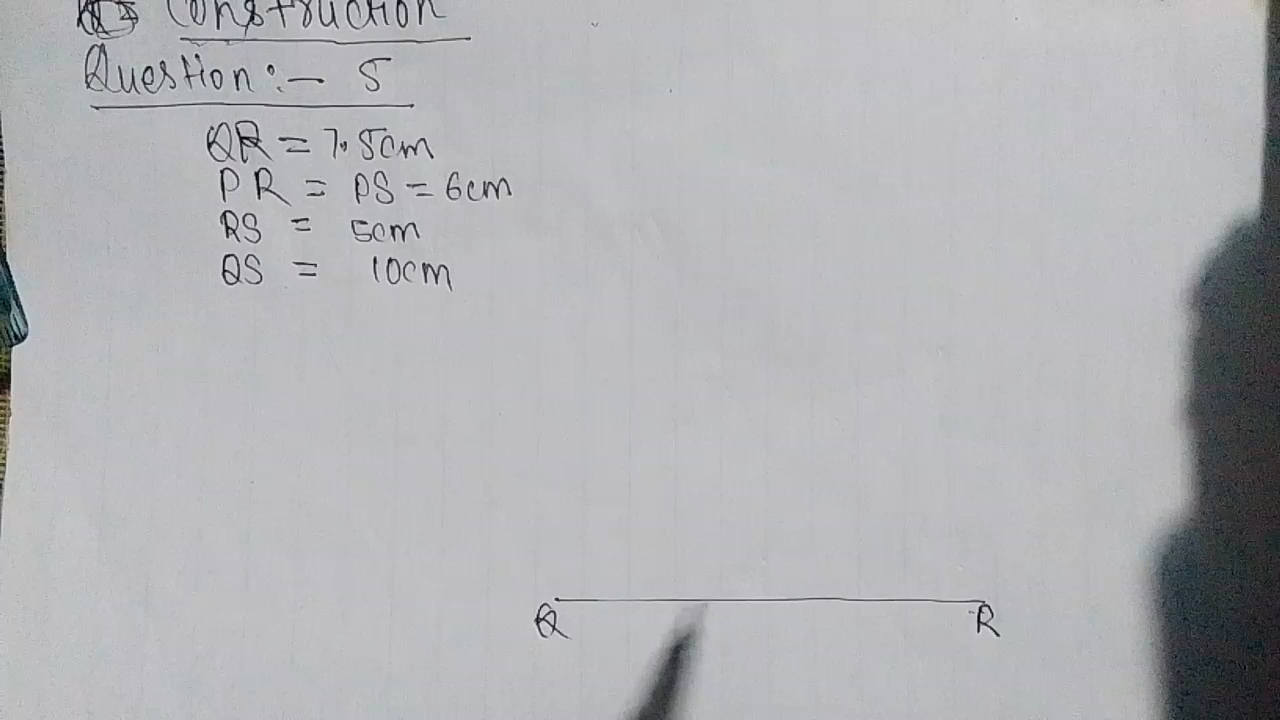 Construction
Question :- 5
QR = 7.5cm
PR = PS = 6cm
RS = 5cm
QS = 10cm
Q R